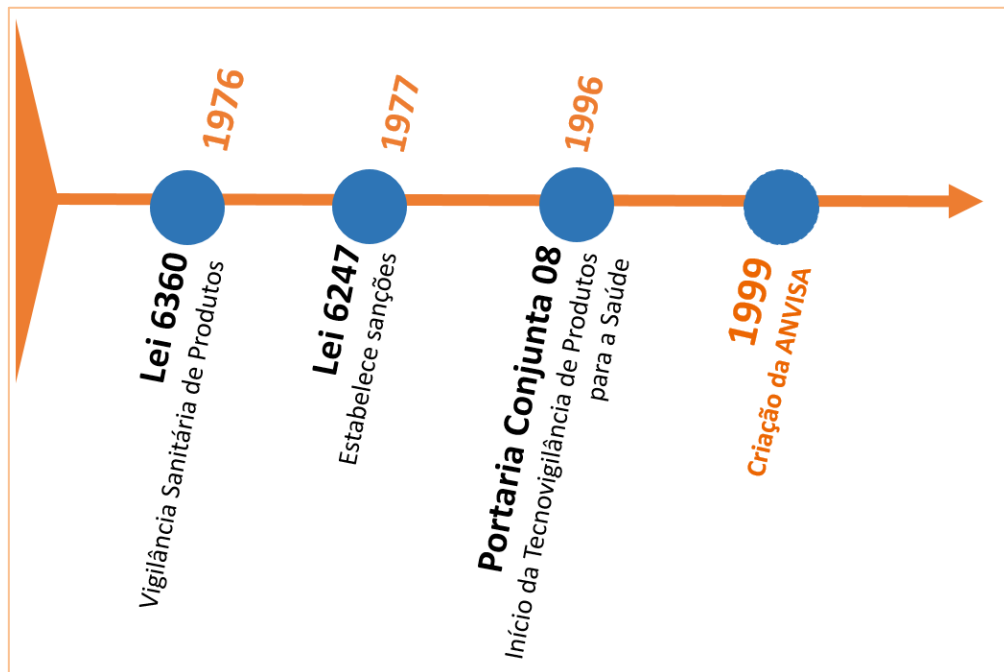 1976
Lei 6360
Vigilância Sanitária de Produtos
1977
Lei 6247
Estabelece sanções
1996
Portaria Conjunta 08
Início da Tecnovigilância de Produtos
para a Saúde
1999
Criação da ANVISA